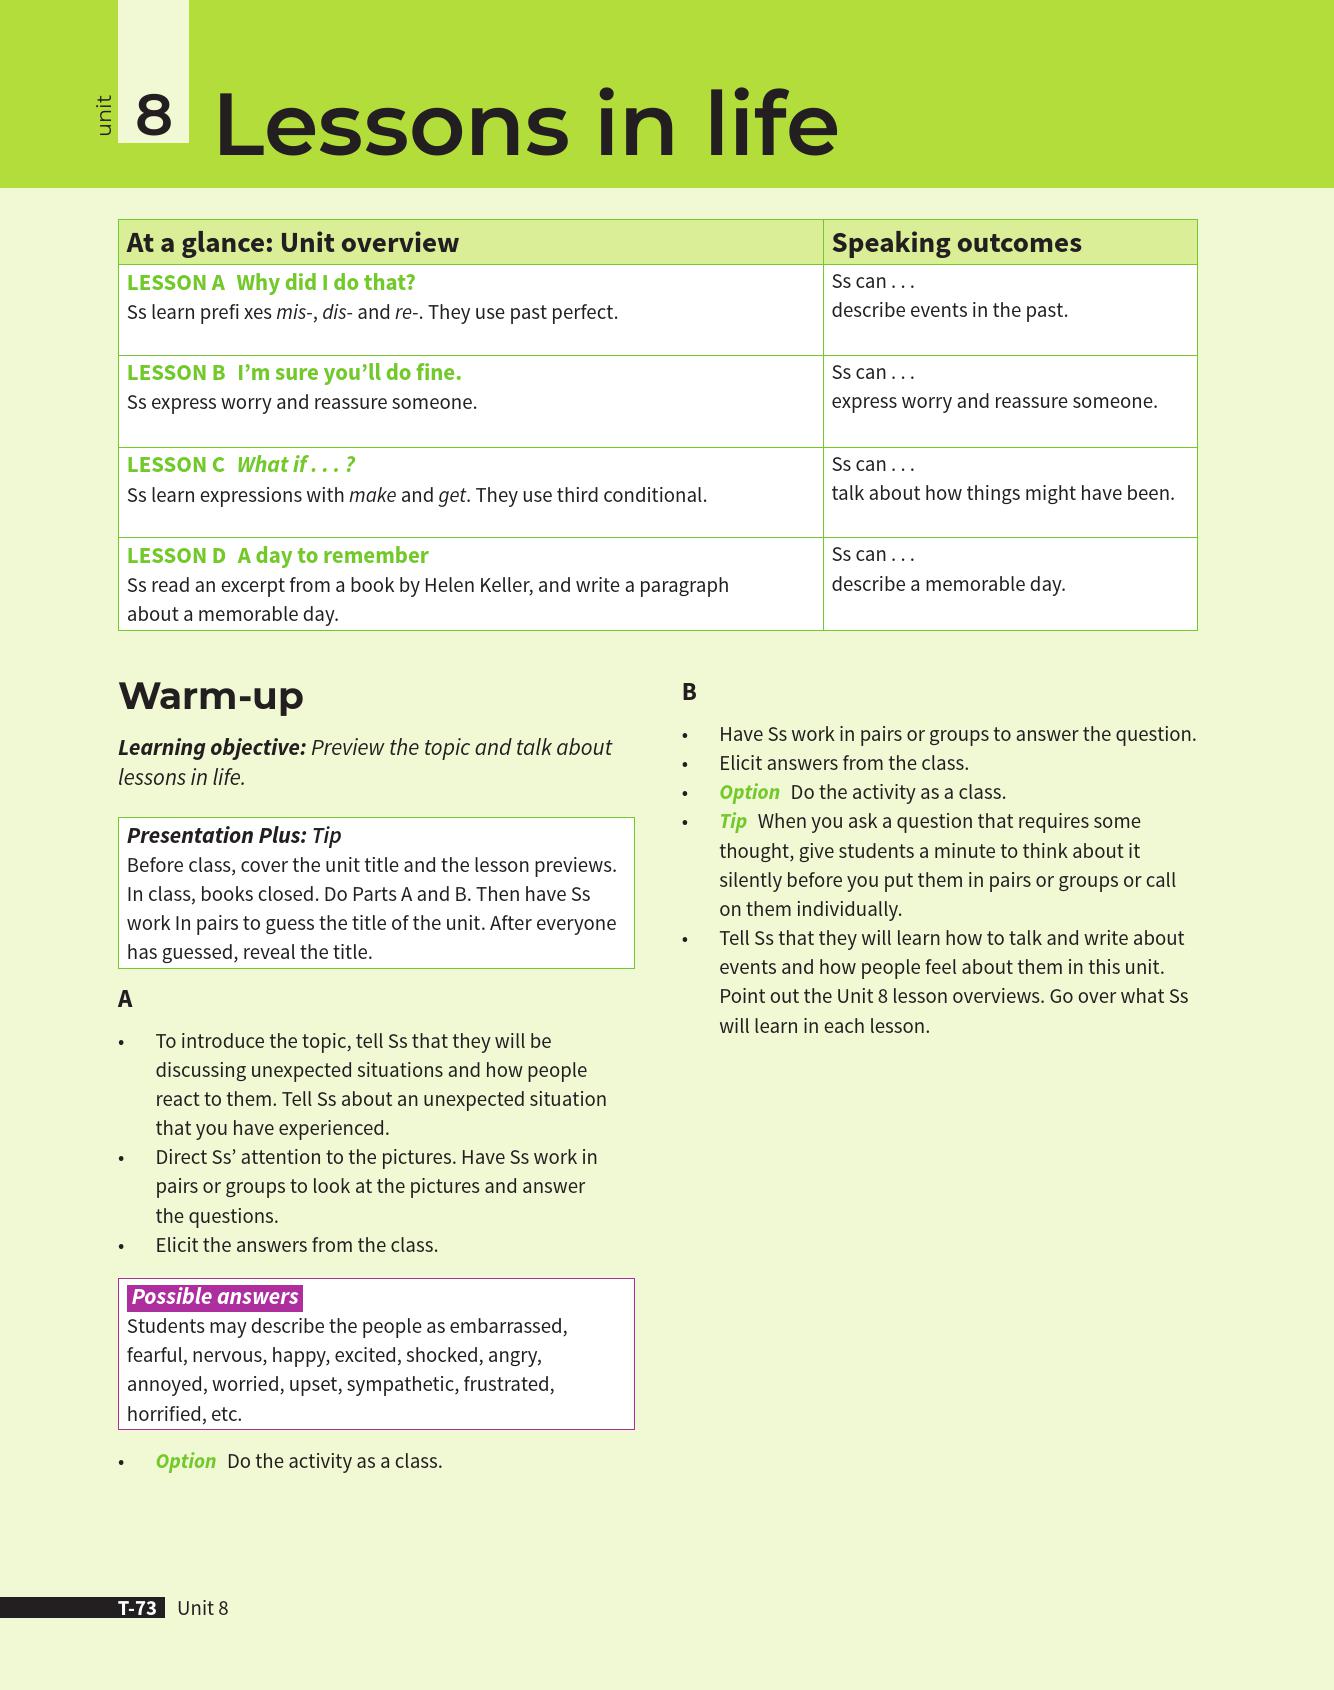 unit
8
Lessons in life
At a glance: Unit overview
Speaking outcomes
LESSON A Why did I do that?
Ss learn prefi xes mis-, dis- and re-. They use past perfect.
Ss can . . .
describe events in the past.
LESSON B I’m sure you’ll do fine.
Ss express worry and reassure someone.
Ss can . . .
express worry and reassure someone.
LESSON C What if . . . ?
Ss learn expressions with make and get. They use third conditional.
Ss can . . .
talk about how things might have been.
LESSON D A day to remember
Ss read an excerpt from a book by Helen Keller, and write a paragraph
about a memorable day.
Ss can . . .
describe a memorable day.
Warm-up
Learning objective: Preview the topic and talk about
lessons in life.
Presentation Plus: Tip
Before class, cover the unit title and the lesson previews.
In class, books closed. Do Parts A and B. Then have Ss
work In pairs to guess the title of the unit. After everyone
has guessed, reveal the title.
A
• To introduce the topic, tell Ss that they will be
discussing unexpected situations and how people
react to them. Tell Ss about an unexpected situation
that you have experienced.
• Direct Ss’ attention to the pictures. Have Ss work in
pairs or groups to look at the pictures and answer
the questions.
• Elicit the answers from the class.
Possible answers
Students may describe the people as embarrassed,
fearful, nervous, happy, excited, shocked, angry,
annoyed, worried, upset, sympathetic, frustrated,
horrified, etc.
• Option Do the activity as a class.
B
• Have Ss work in pairs or groups to answer the question.
• Elicit answers from the class.
• Option Do the activity as a class.
• Tip When you ask a question that requires some
thought, give students a minute to think about it
silently before you put them in pairs or groups or call
on them individually.
• Tell Ss that they will learn how to talk and write about
events and how people feel about them in this unit.
Point out the Unit 8 lesson overviews. Go over what Ss
will learn in each lesson.
T-73 Unit 8